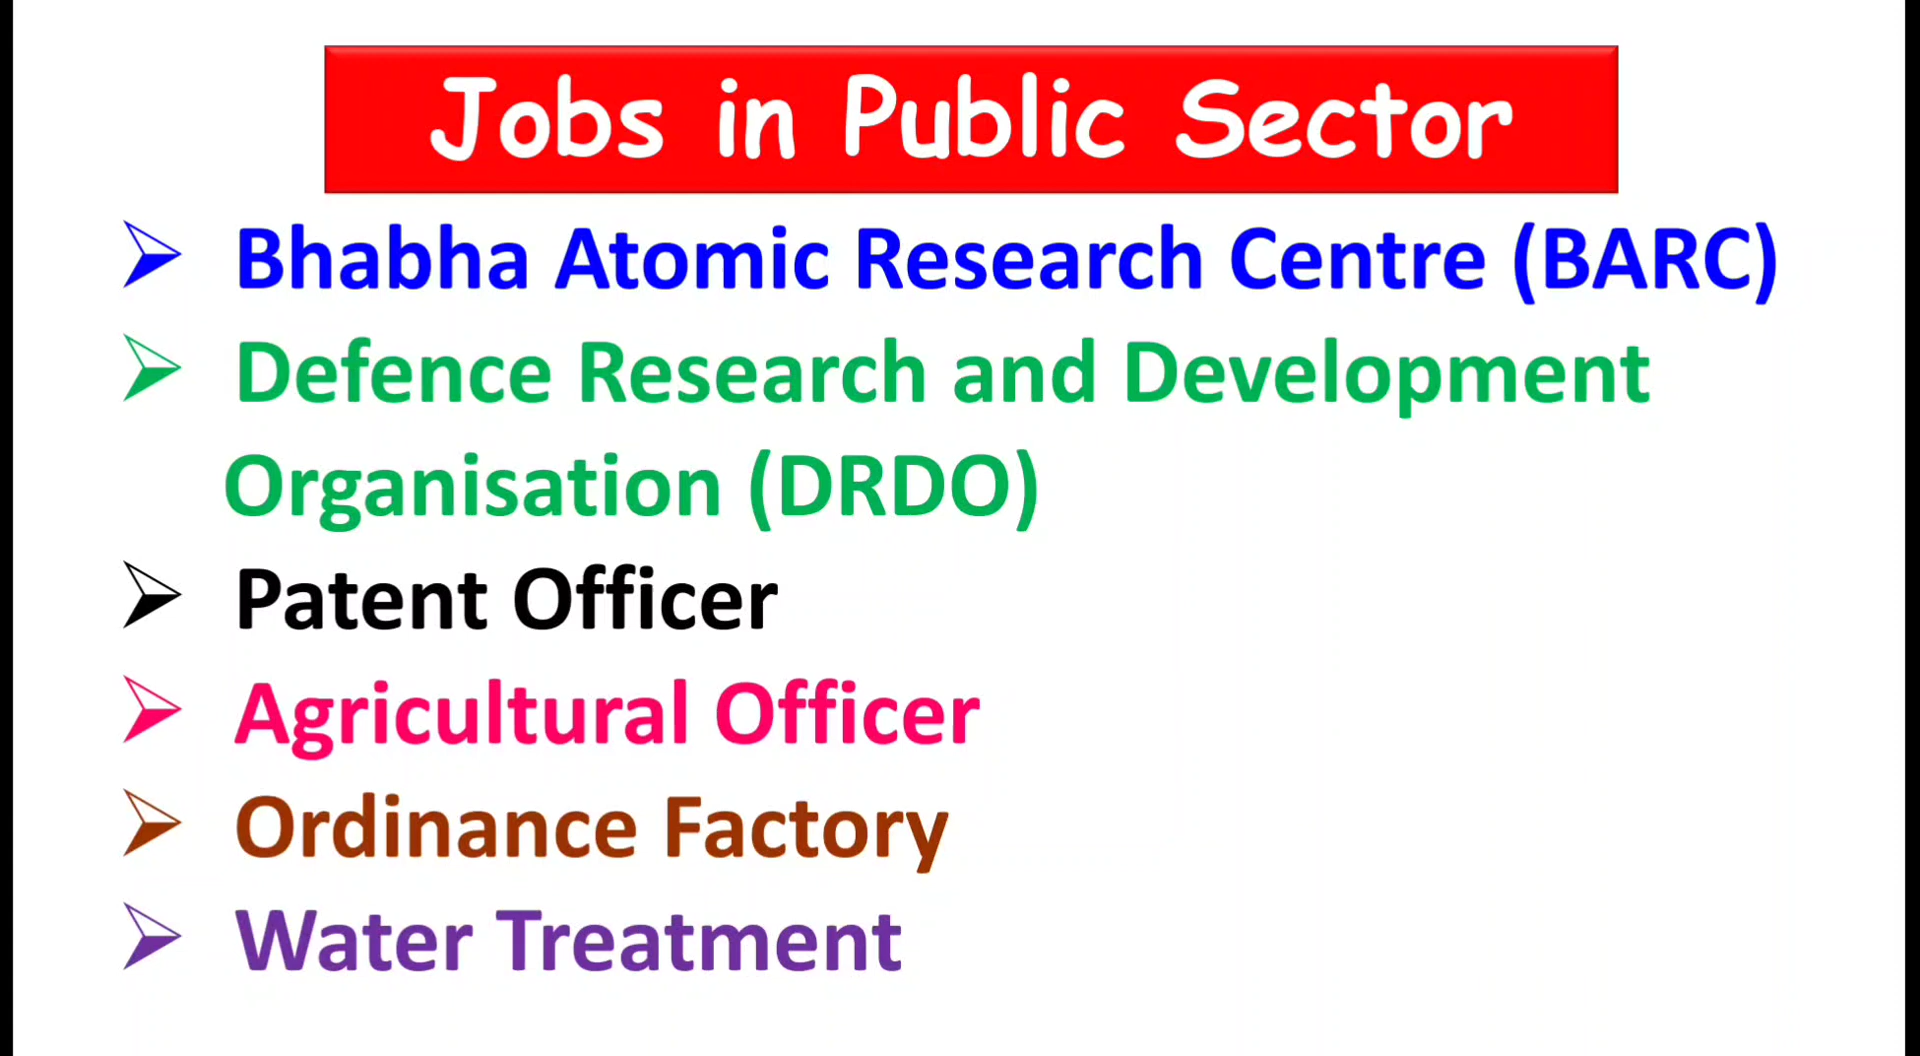 Jobs in Public Sector
Bhabha Atomic Research Centre (BARC)
Defence Research and Development
Organisation (DRDO)
Patent Officer
Agricultural Officer
Ordinance Factory
Water Treatment